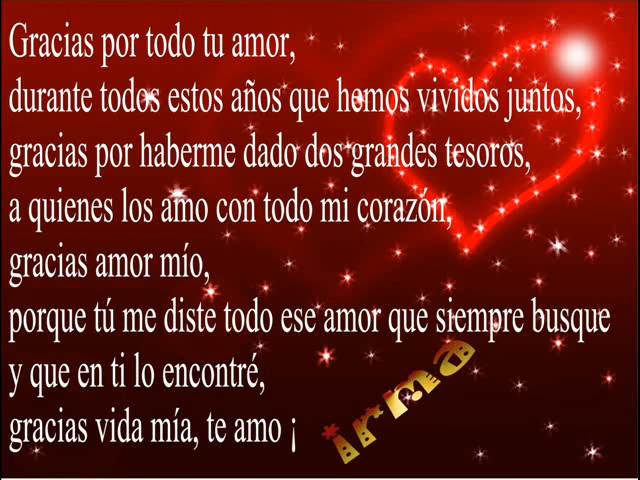 Gracias por todo tu amor,
durante todos estos años que hemos vividos juntos,
gracias por haberme dado dos grandes tesoros,
a quienes los amo con todo mi corazón,
gracias amor mío,
porque tú me diste todo ese amor que siempre busque
y que en ti lo encontré,
gracias vida mía, te amo ¡
irma